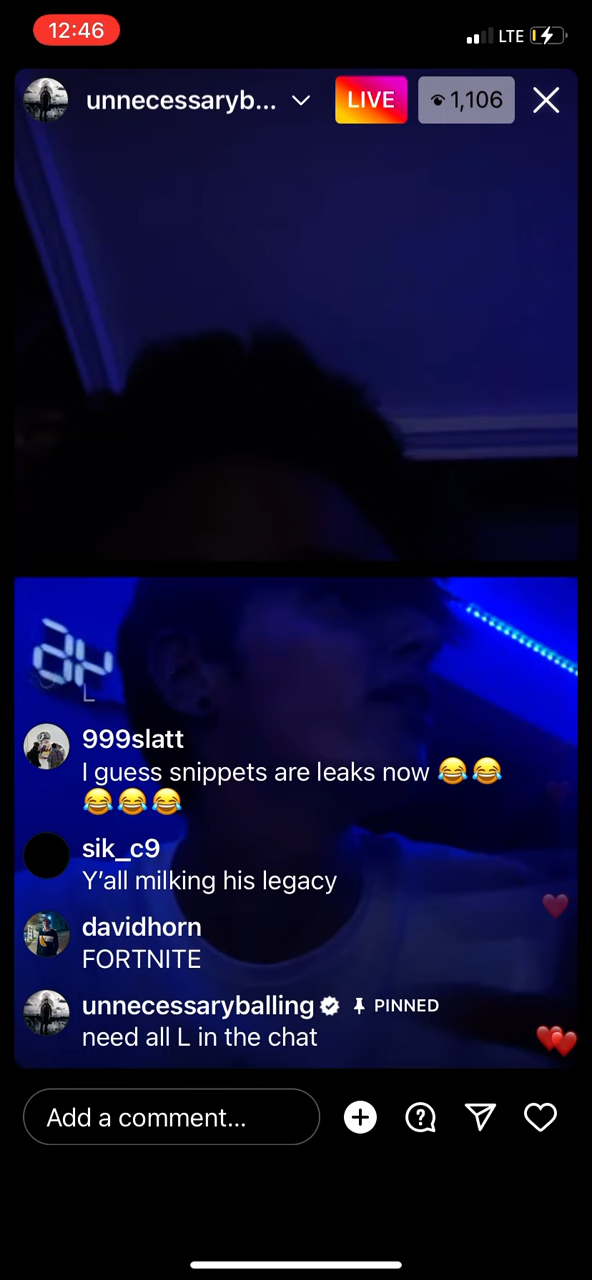 12:46
LTE
unnecessaryb...
LIVE
1,106
L
999slatt
I guess snippets are leaks now 😂😂
😂😂😂
sik_c9
Y'all milking his legacy
davidhorn
FORTNITE
unnecessaryballing PINNED
need all L in the chat
Add a comment...